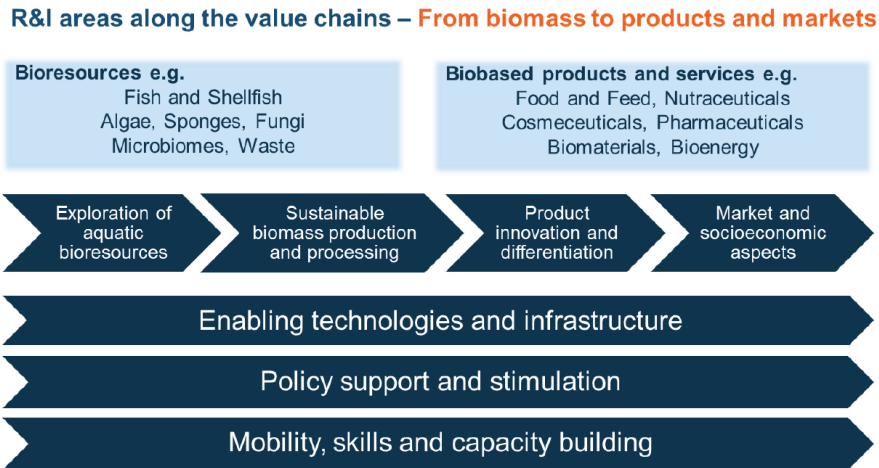 R&I areas along the value chains – From biomass to products and markets
Bioresources e.g.
Fish and Shellfish
Algae, Sponges, Fungi
Microbiomes, Waste
Biobased products and services e.g.
Food and Feed, Nutraceuticals
Cosmeceuticals, Pharmaceuticals
Biomaterials, Bioenergy
Exploration of
aquatic
bioresources
Sustainable
biomass production
and processing
Product
innovation and
differentiation
Market and
socioeconomic
aspects
Enabling technologies and infrastructure
Policy support and stimulation
Mobility, skills and capacity building